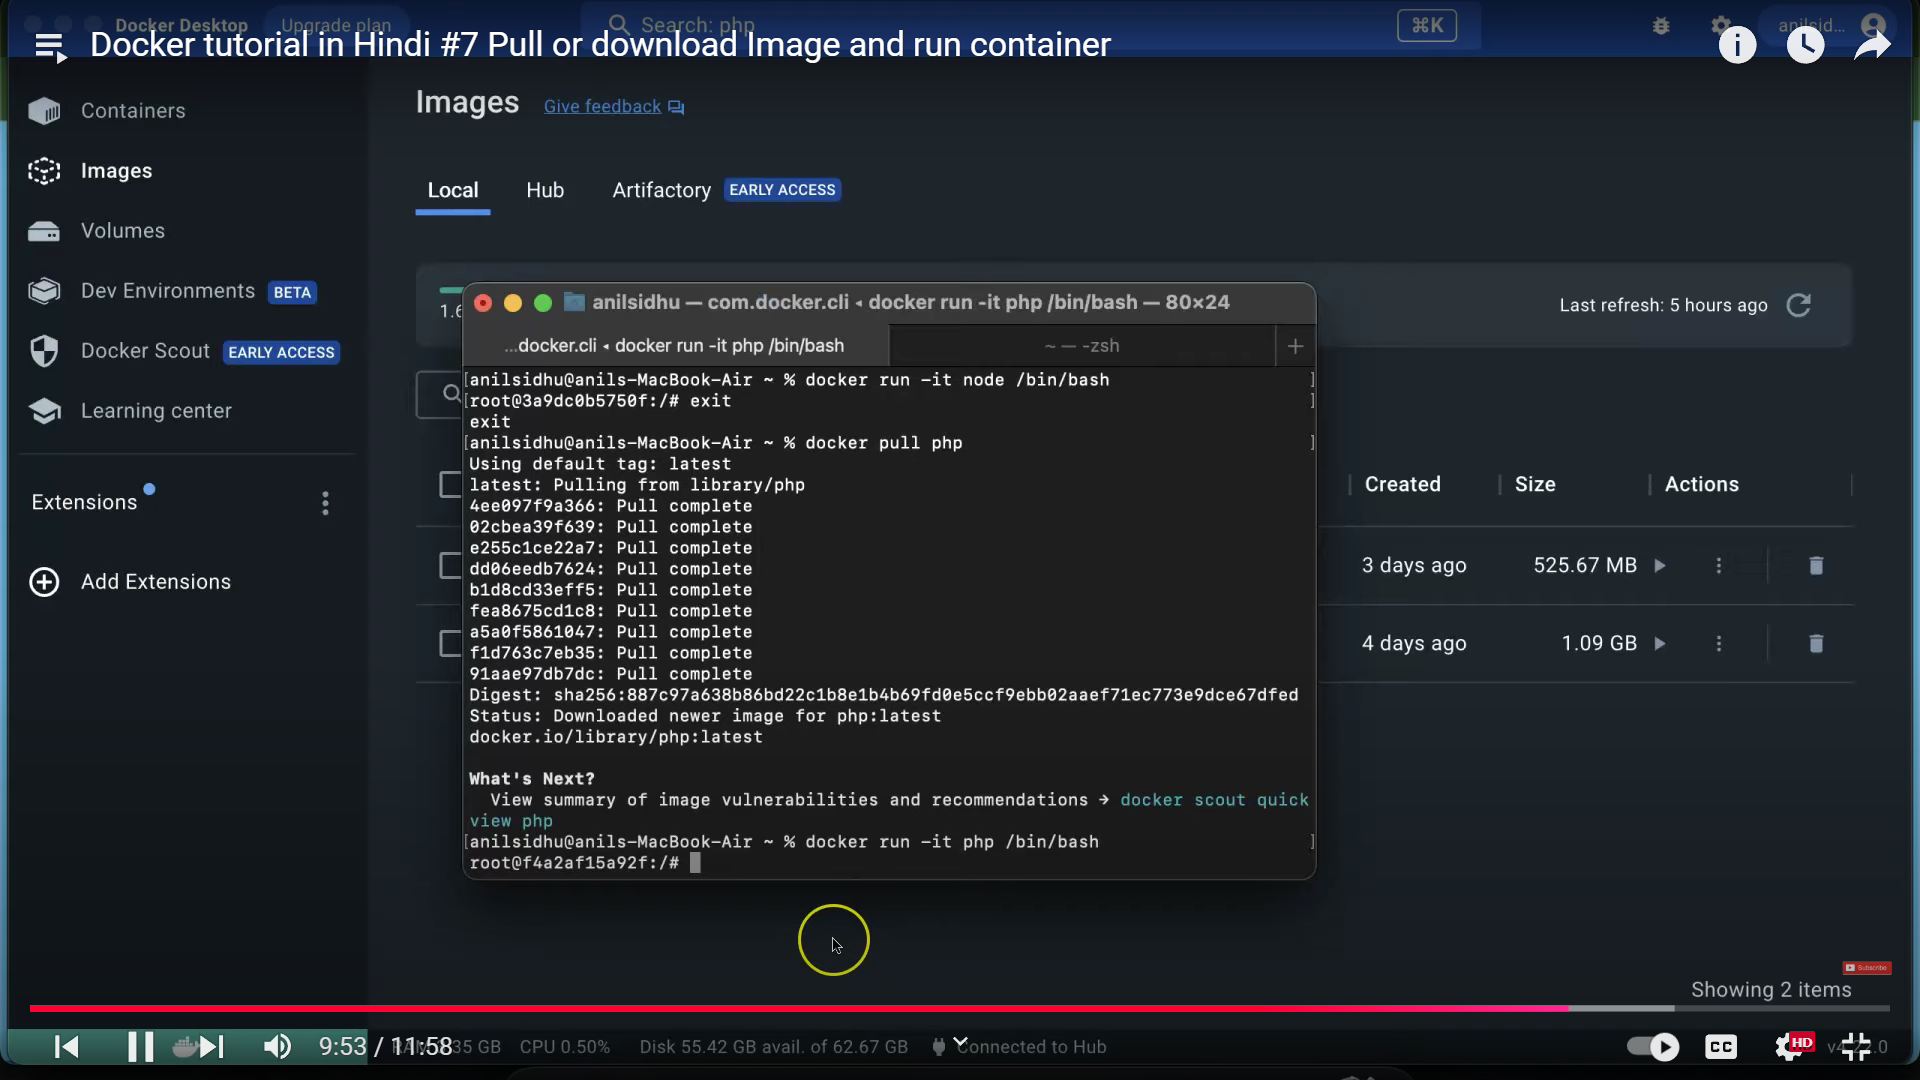 Docker Desktop
Upgrade plan
Search: php
⌘K
anilsid...
Docker tutorial in Hindi #7 Pull or download Image and run container
Containers
Images
Volumes
Dev Environments BETA
Docker Scout EARLY ACCESS
Learning center
Extensions
Add Extensions
Images
Give feedback
Local
Hub
Artifactory EARLY ACCESS
Last refresh: 5 hours ago
anilsidhu — com.docker.cli ◂ docker run -it php /bin/bash — 80×24
...docker.cli ◂ docker run -it php /bin/bash
~ — -zsh
[anilsidhu@anils-MacBook-Air ~ % docker run -it node /bin/bash ]
[root@3a9dc0b5750f:/# exit ]
exit
[anilsidhu@anils-MacBook-Air ~ % docker pull php ]
Using default tag: latest
latest: Pulling from library/php
4ee097f9a366: Pull complete
02cbea39f639: Pull complete
e255c1ce22a7: Pull complete
dd06eedb7624: Pull complete
b1d8cd33eff5: Pull complete
fea8675cd1c8: Pull complete
a5a0f5861047: Pull complete
f1d763c7eb35: Pull complete
91aae97db7dc: Pull complete
Digest: sha256:887c97a638b86bd22c1b8e1b4b69fd0e5ccf9ebb02aaef71ec773e9dce67dfed
Status: Downloaded newer image for php:latest
docker.io/library/php:latest
What's Next?
View summary of image vulnerabilities and recommendations → docker scout quick
view php
[anilsidhu@anils-MacBook-Air ~ % docker run -it php /bin/bash ]
root@f4a2af15a92f:/#
Created
Size
Actions
3 days ago
525.67 MB
4 days ago
1.09 GB
Subscribe
Showing 2 items
9:53 / 11:58
GB
CPU 0.50%
Disk 55.42 GB avail. of 62.67 GB
Connected to Hub
CC
HD